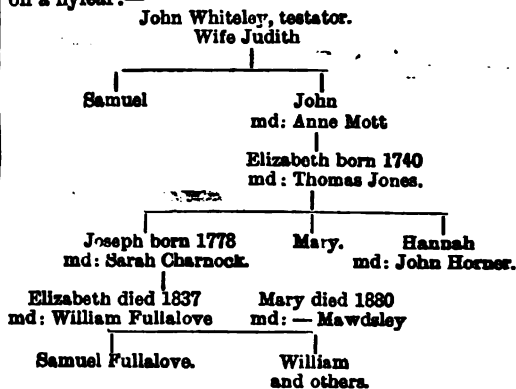 on a flyleaf:—
John Whiteley, testator.
Wife Judith
Samuel
John
md: Anne Mott
Elizabeth born 1740
md: Thomas Jones.
Joseph born 1778
md: Sarah Charnock.
Mary.
Hannah
md: John Horner.
Elizabeth died 1837
md: William Fullalove
Mary died 1880
md: — Mawdsley
Samuel Fullalove.
William
and others.